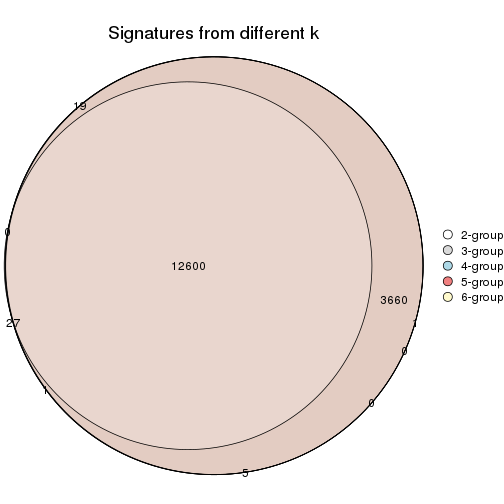 Signatures from different k
19
0
12600
2-group
3-group
4-group
5-group
6-group
3660
27
1
0
1
0
5